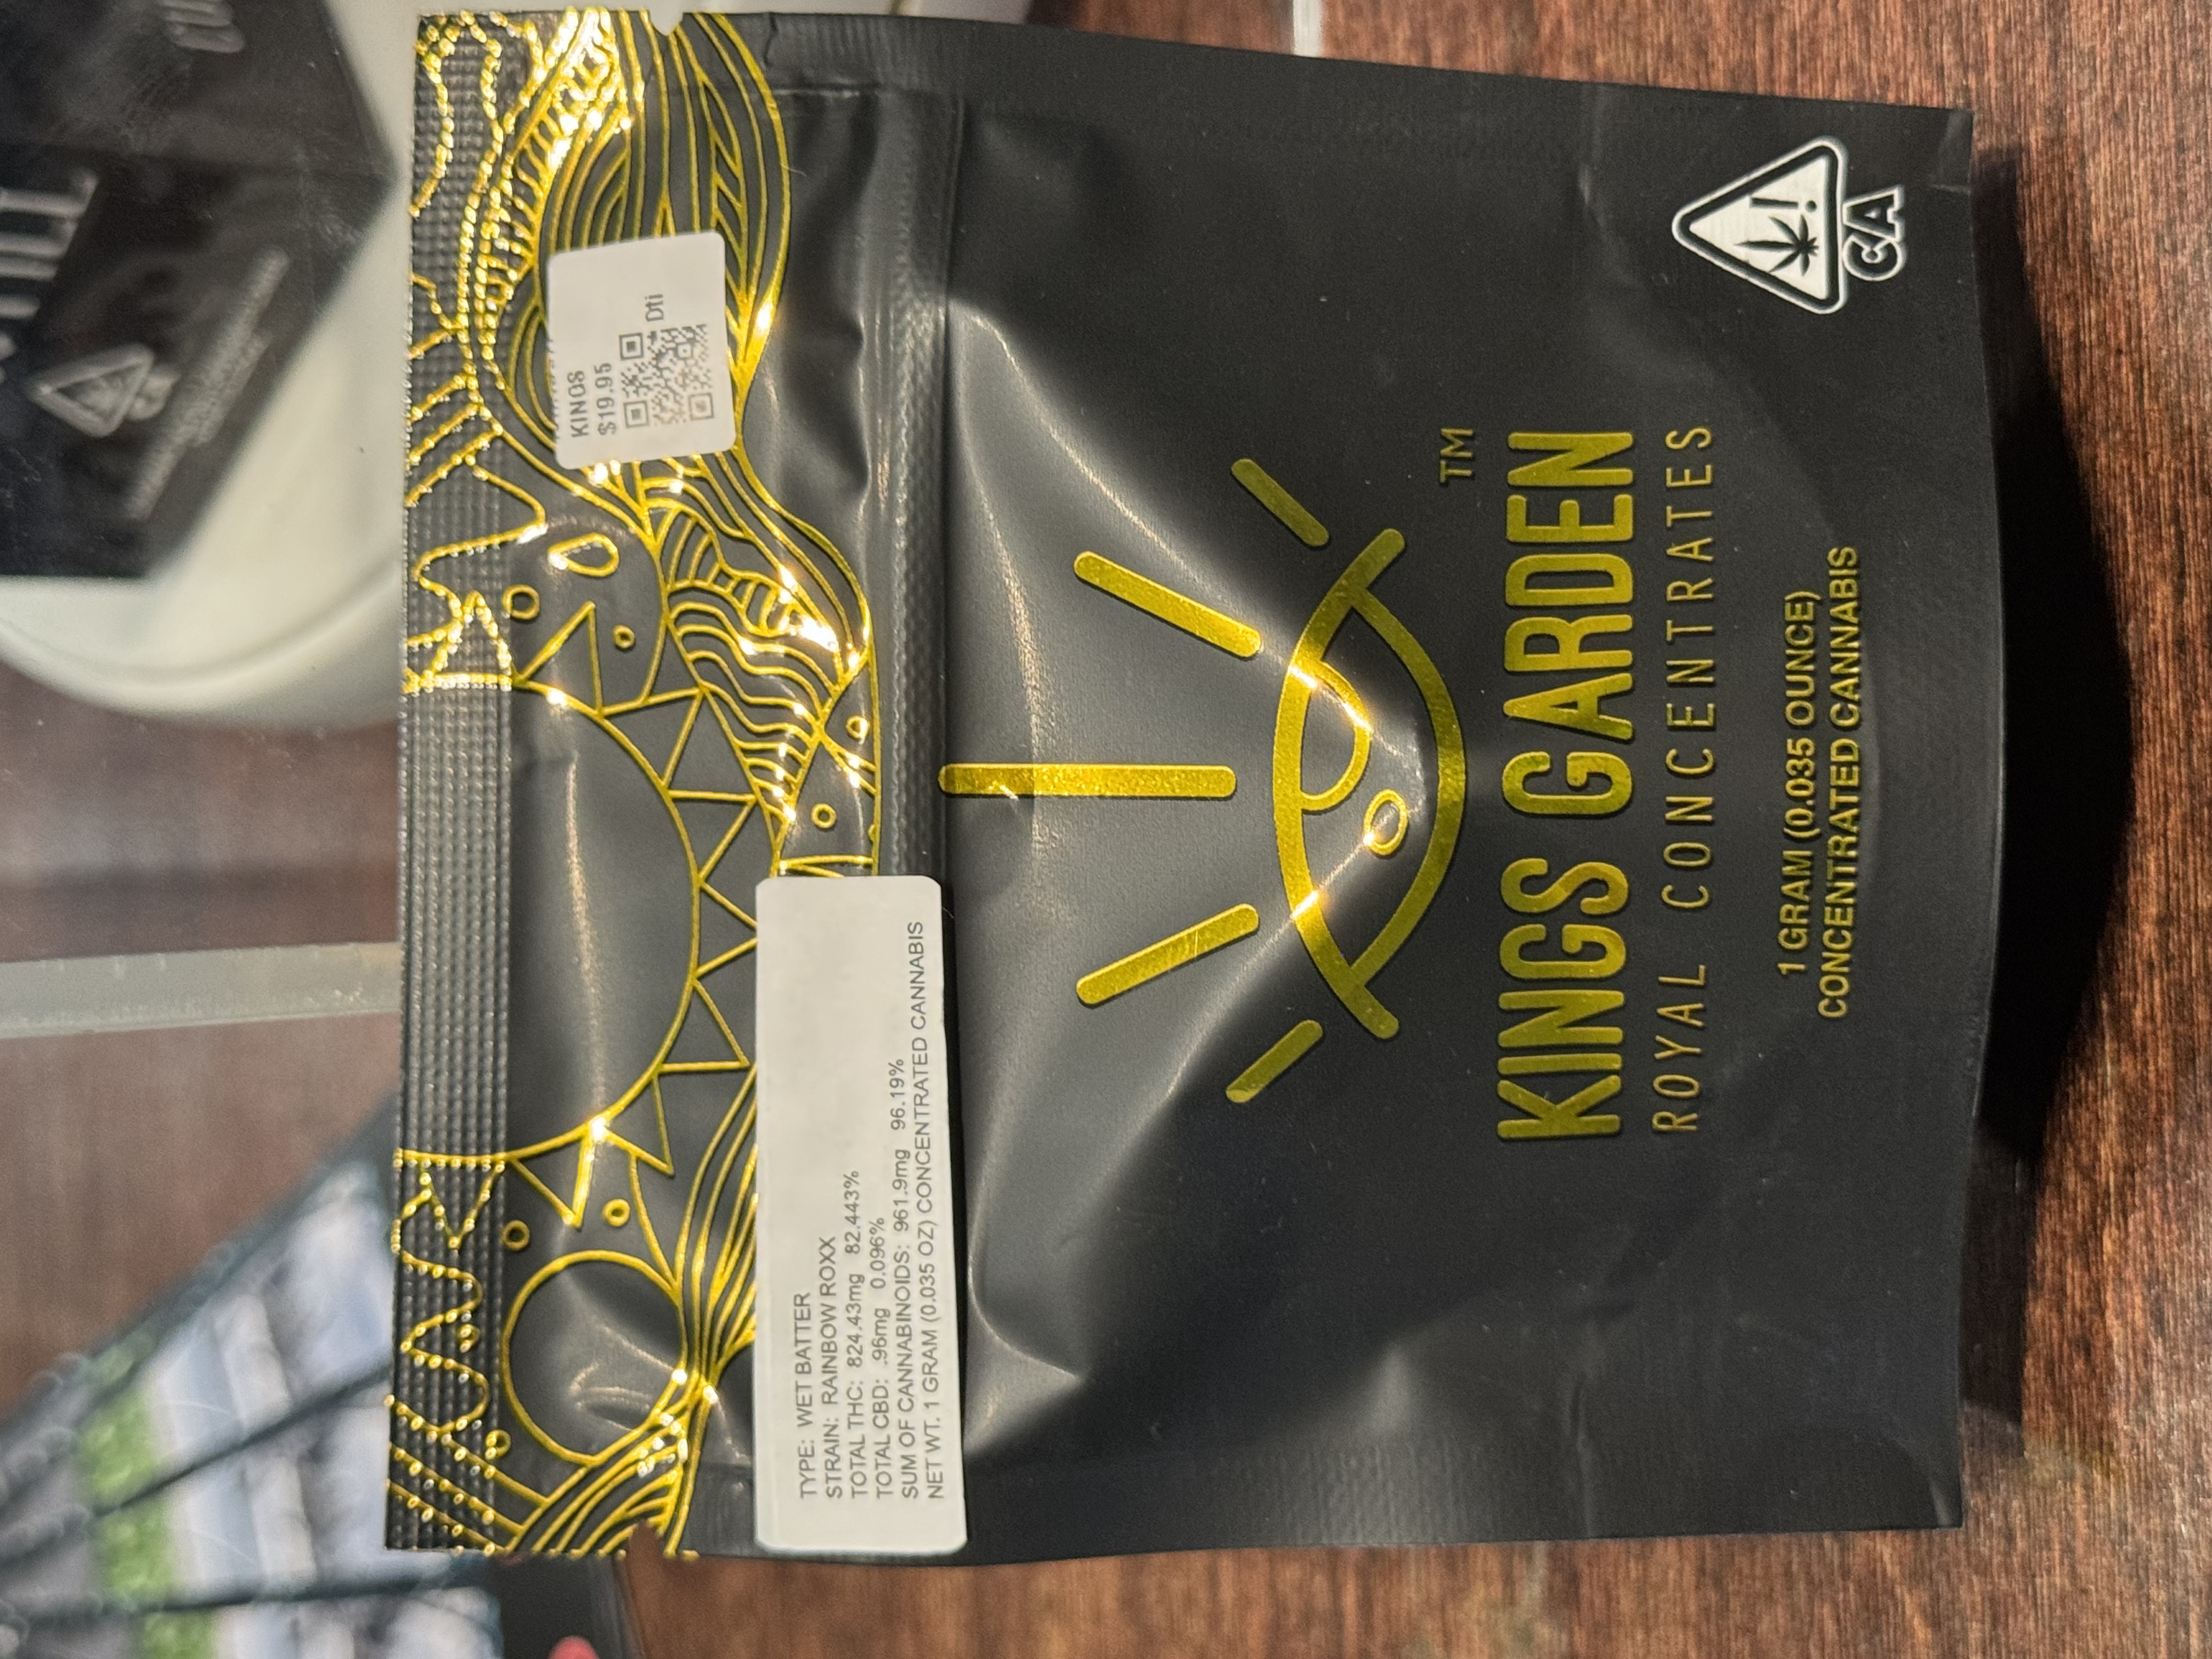 KINGS
$19.95
Dti
TYPE: WET BATTER
STRAIN: RAINBOW ROXX
TOTAL THC: 824.43mg 82.443%
TOTAL CBD: .96mg 0.096%
SUM OF CANNABINOIDS: 961.9mg 96.19%
NET WT. 1 GRAM (0.035 OZ) CONCENTRATED CANNABIS
TM
KINGS GARDEN
ROYAL CONCENTRATES
1 GRAM (0.035 OUNCE)
CONCENTRATED CANNABIS
!
CA